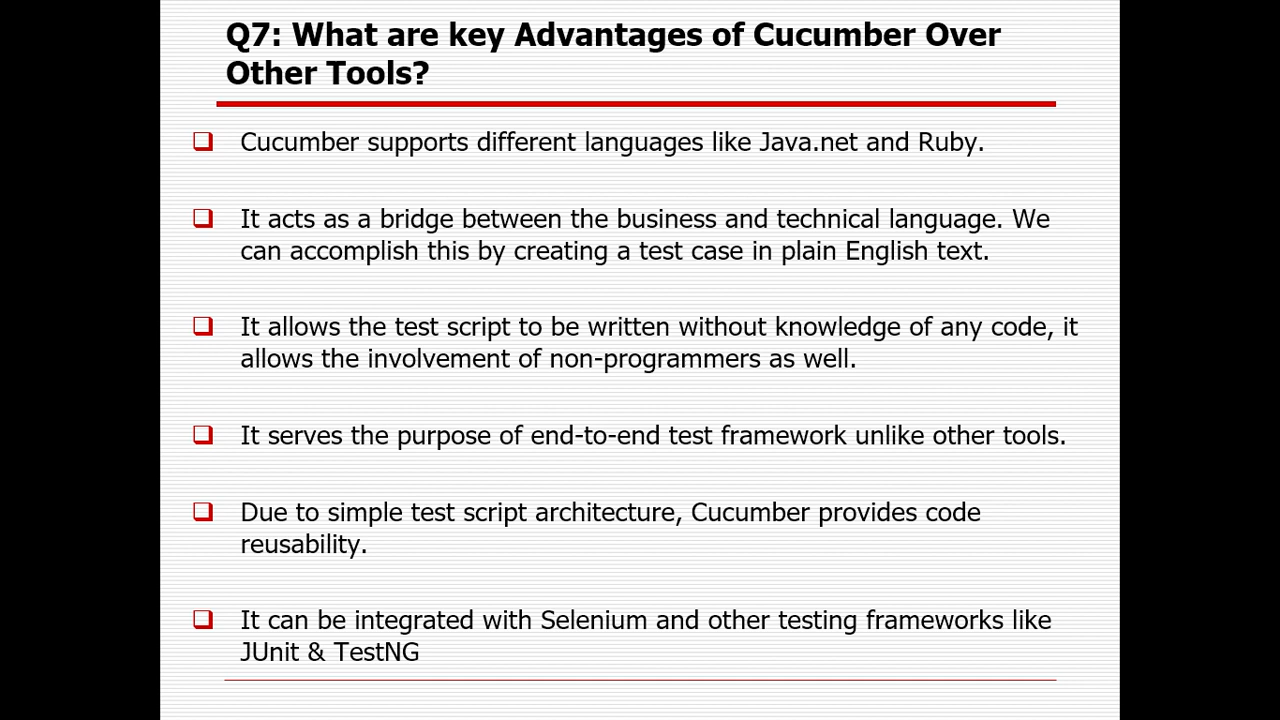 Q7: What are key Advantages of Cucumber Over
Other Tools?
Cucumber supports different languages like Java.net and Ruby.
It acts as a bridge between the business and technical language. We
can accomplish this by creating a test case in plain English text.
It allows the test script to be written without knowledge of any code, it
allows the involvement of non-programmers as well.
It serves the purpose of end-to-end test framework unlike other tools.
Due to simple test script architecture, Cucumber provides code
reusability.
It can be integrated with Selenium and other testing frameworks like
JUnit & TestNG